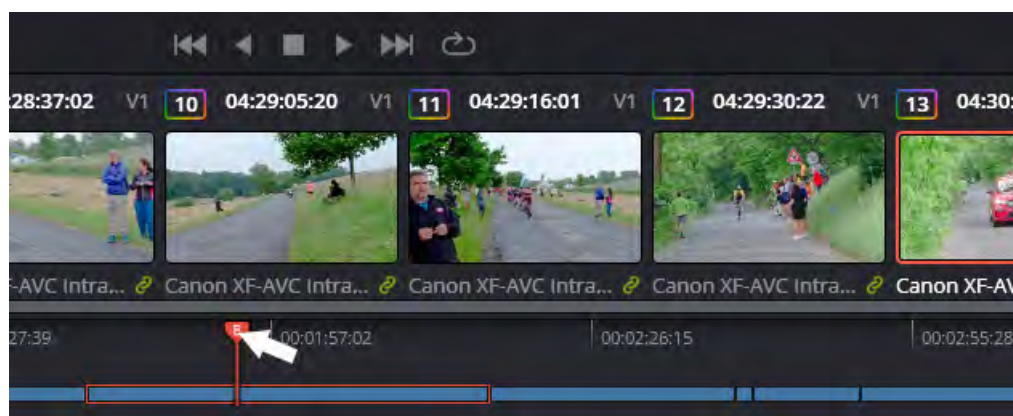 :28:37:02 V1 10 04:29:05:20 V1 11 04:29:16:01 V1 12 04:29:30:22 V1 13 04:30:
F-AVC Intra... Canon XF-AVC Intra... Canon XF-AVC Intra... Canon XF-AVC Intra... Canon XF-AV
27:39 00:01:57:02 00:02:26:15 00:02:55:28